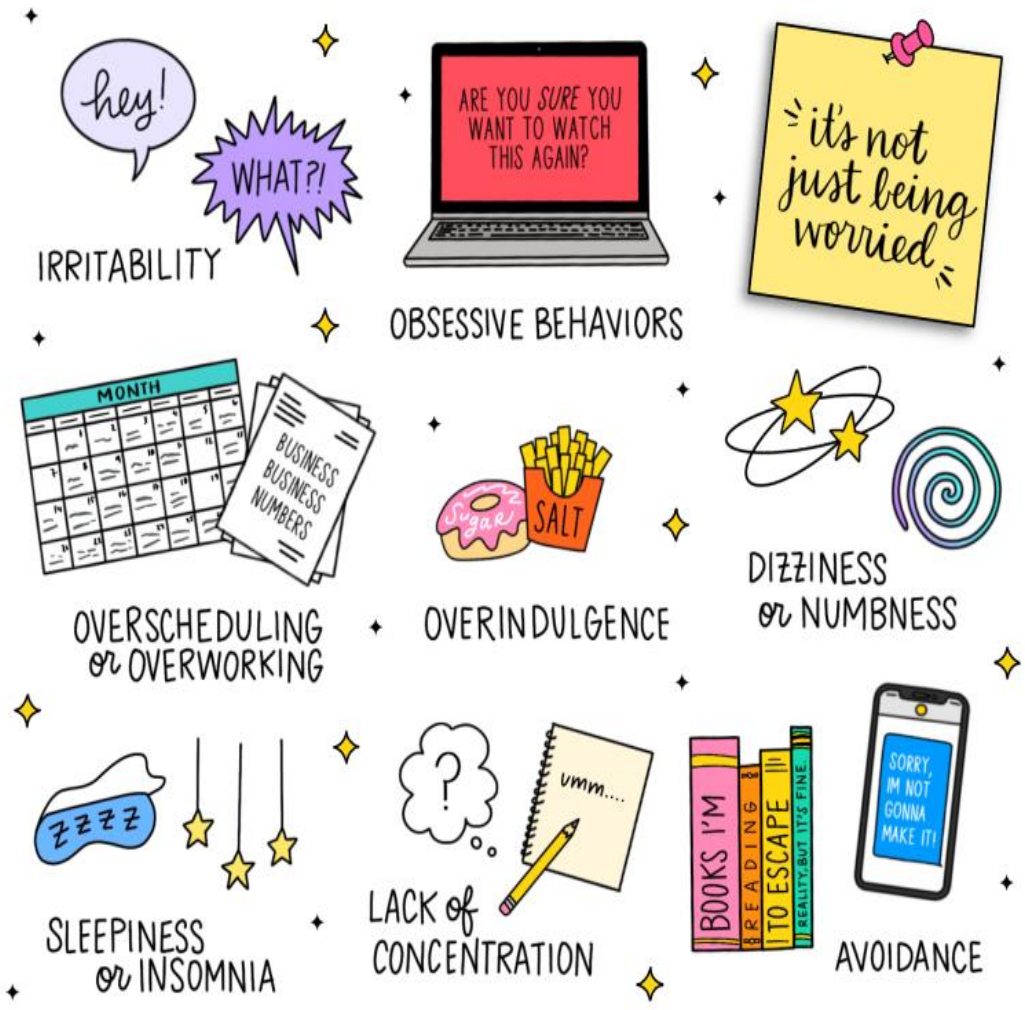 hey!
WHAT?!
IRRITABILITY
ARE YOU SURE YOU
WANT TO WATCH
THIS AGAIN?
OBSESSIVE BEHAVIORS
"it's not
just being
worried"
MONTH
BUSINESS
BUSINESS
NUMBERS
OVERSCHEDULING
or OVERWORKING
Sugar
SALT
OVERINDULGENCE
DIZZINESS
or NUMBNESS
ZZZZ
SLEEPINESS
or INSOMNIA
?
umm....
LACK of
CONCENTRATION
BOOKS I'M
READING
TO ESCAPE
REALITY, BUT IT'S FINE.
SORRY,
IM NOT
GONNA
MAKE IT!
AVOIDANCE